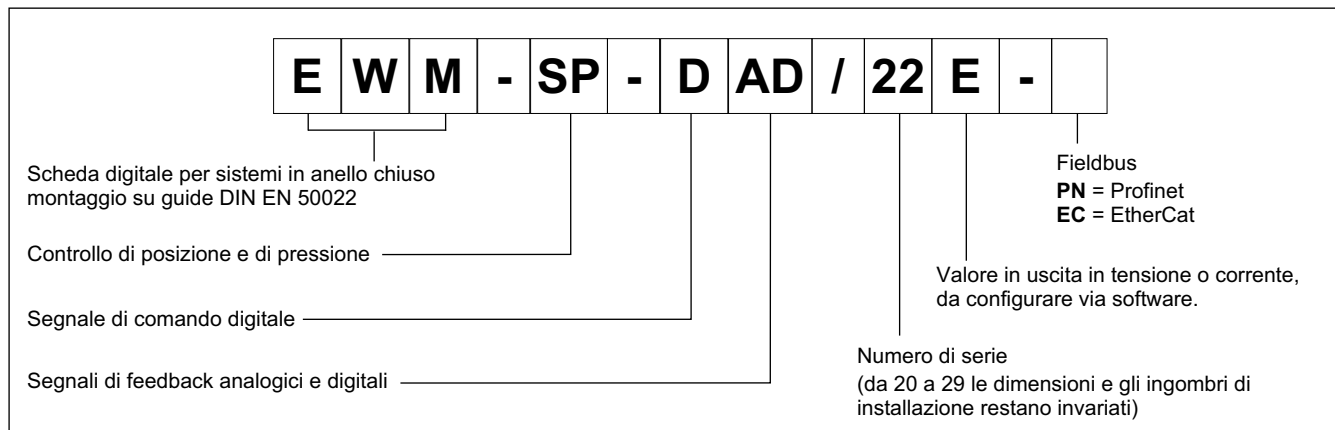 E W M - SP - D AD / 22 E -
Scheda digitale per sistemi in anello chiuso
montaggio su guide DIN EN 50022
Controllo di posizione e di pressione
Segnale di comando digitale
Segnali di feedback analogici e digitali
Fieldbus
PN = Profinet
EC = EtherCat
Valore in uscita in tensione o corrente,
da configurare via software.
Numero di serie
(da 20 a 29 le dimensioni e gli ingombri di
installazione restano invariati)